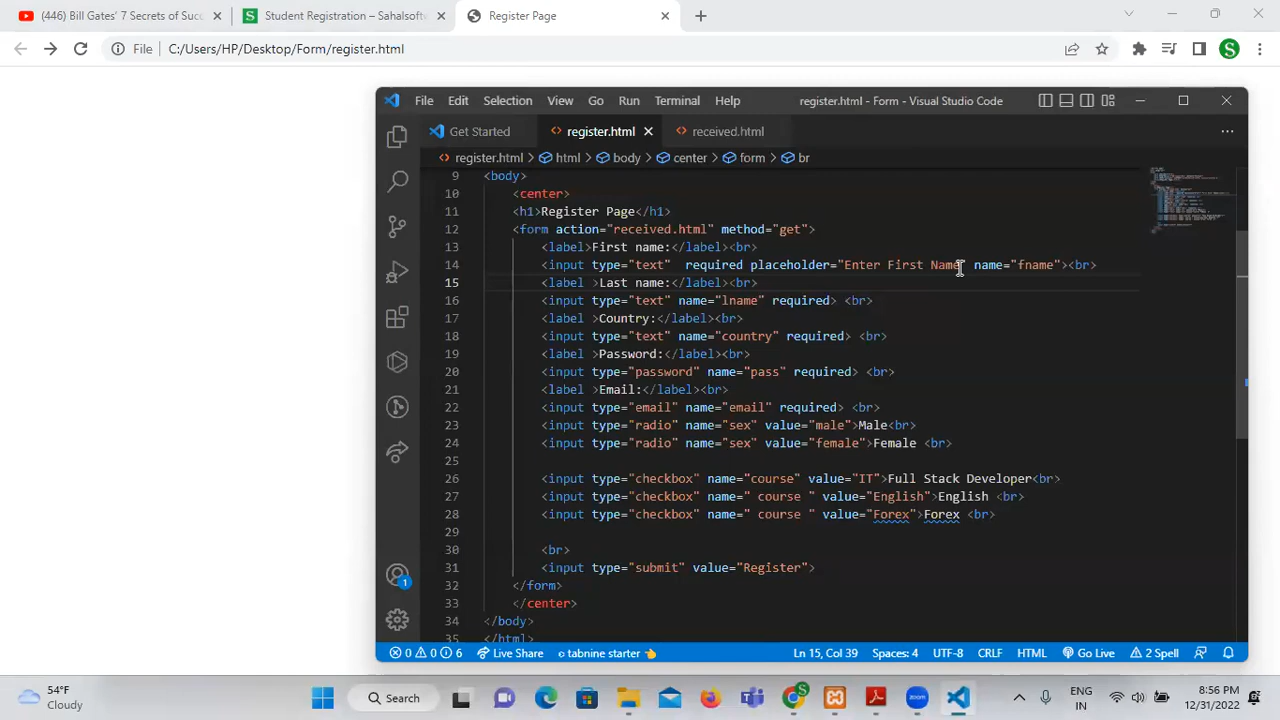 (446) Bill Gates' 7 Secrets of Suc
Student Registration – Sahalsoftw
Register Page
File C:/Users/HP/Desktop/Form/register.html
S
File Edit Selection View Go Run Terminal Help register.html - Form - Visual Studio Code
Get Started register.html received.html
register.html > html > body > center > form > br
9 <body>
10 <center>
11 <h1>Register Page</h1>
12 <form action="received.html" method="get">
13 <label>First name:</label><br>
14 <input type="text"  required placeholder="Enter First Name" name="fname"><br>
15 <label >Last name:</label><br>
16 <input type="text" name="lname" required> <br>
17 <label >Country:</label><br>
18 <input type="text" name="country" required> <br>
19 <label >Password:</label><br>
20 <input type="password" name="pass" required> <br>
21 <label >Email:</label><br>
22 <input type="email" name="email" required> <br>
23 <input type="radio" name="sex" value="male">Male<br>
24 <input type="radio" name="sex" value="female">Female <br>
25
26 <input type="checkbox" name="course" value="IT">Full Stack Developer<br>
27 <input type="checkbox" name=" course " value="English">English <br>
28 <input type="checkbox" name=" course " value="Forex">Forex <br>
29
30 <br>
31 <input type="submit" value="Register">
32 </form>
33 </center>
34 </body>
35 </html>
1
0 0 6 Live Share tabnine starter Ln 15, Col 39 Spaces: 4 UTF-8 CRLF HTML Go Live 2 Spell
54°F
Cloudy
Search
ENG
IN
8:56 PM
12/31/2022